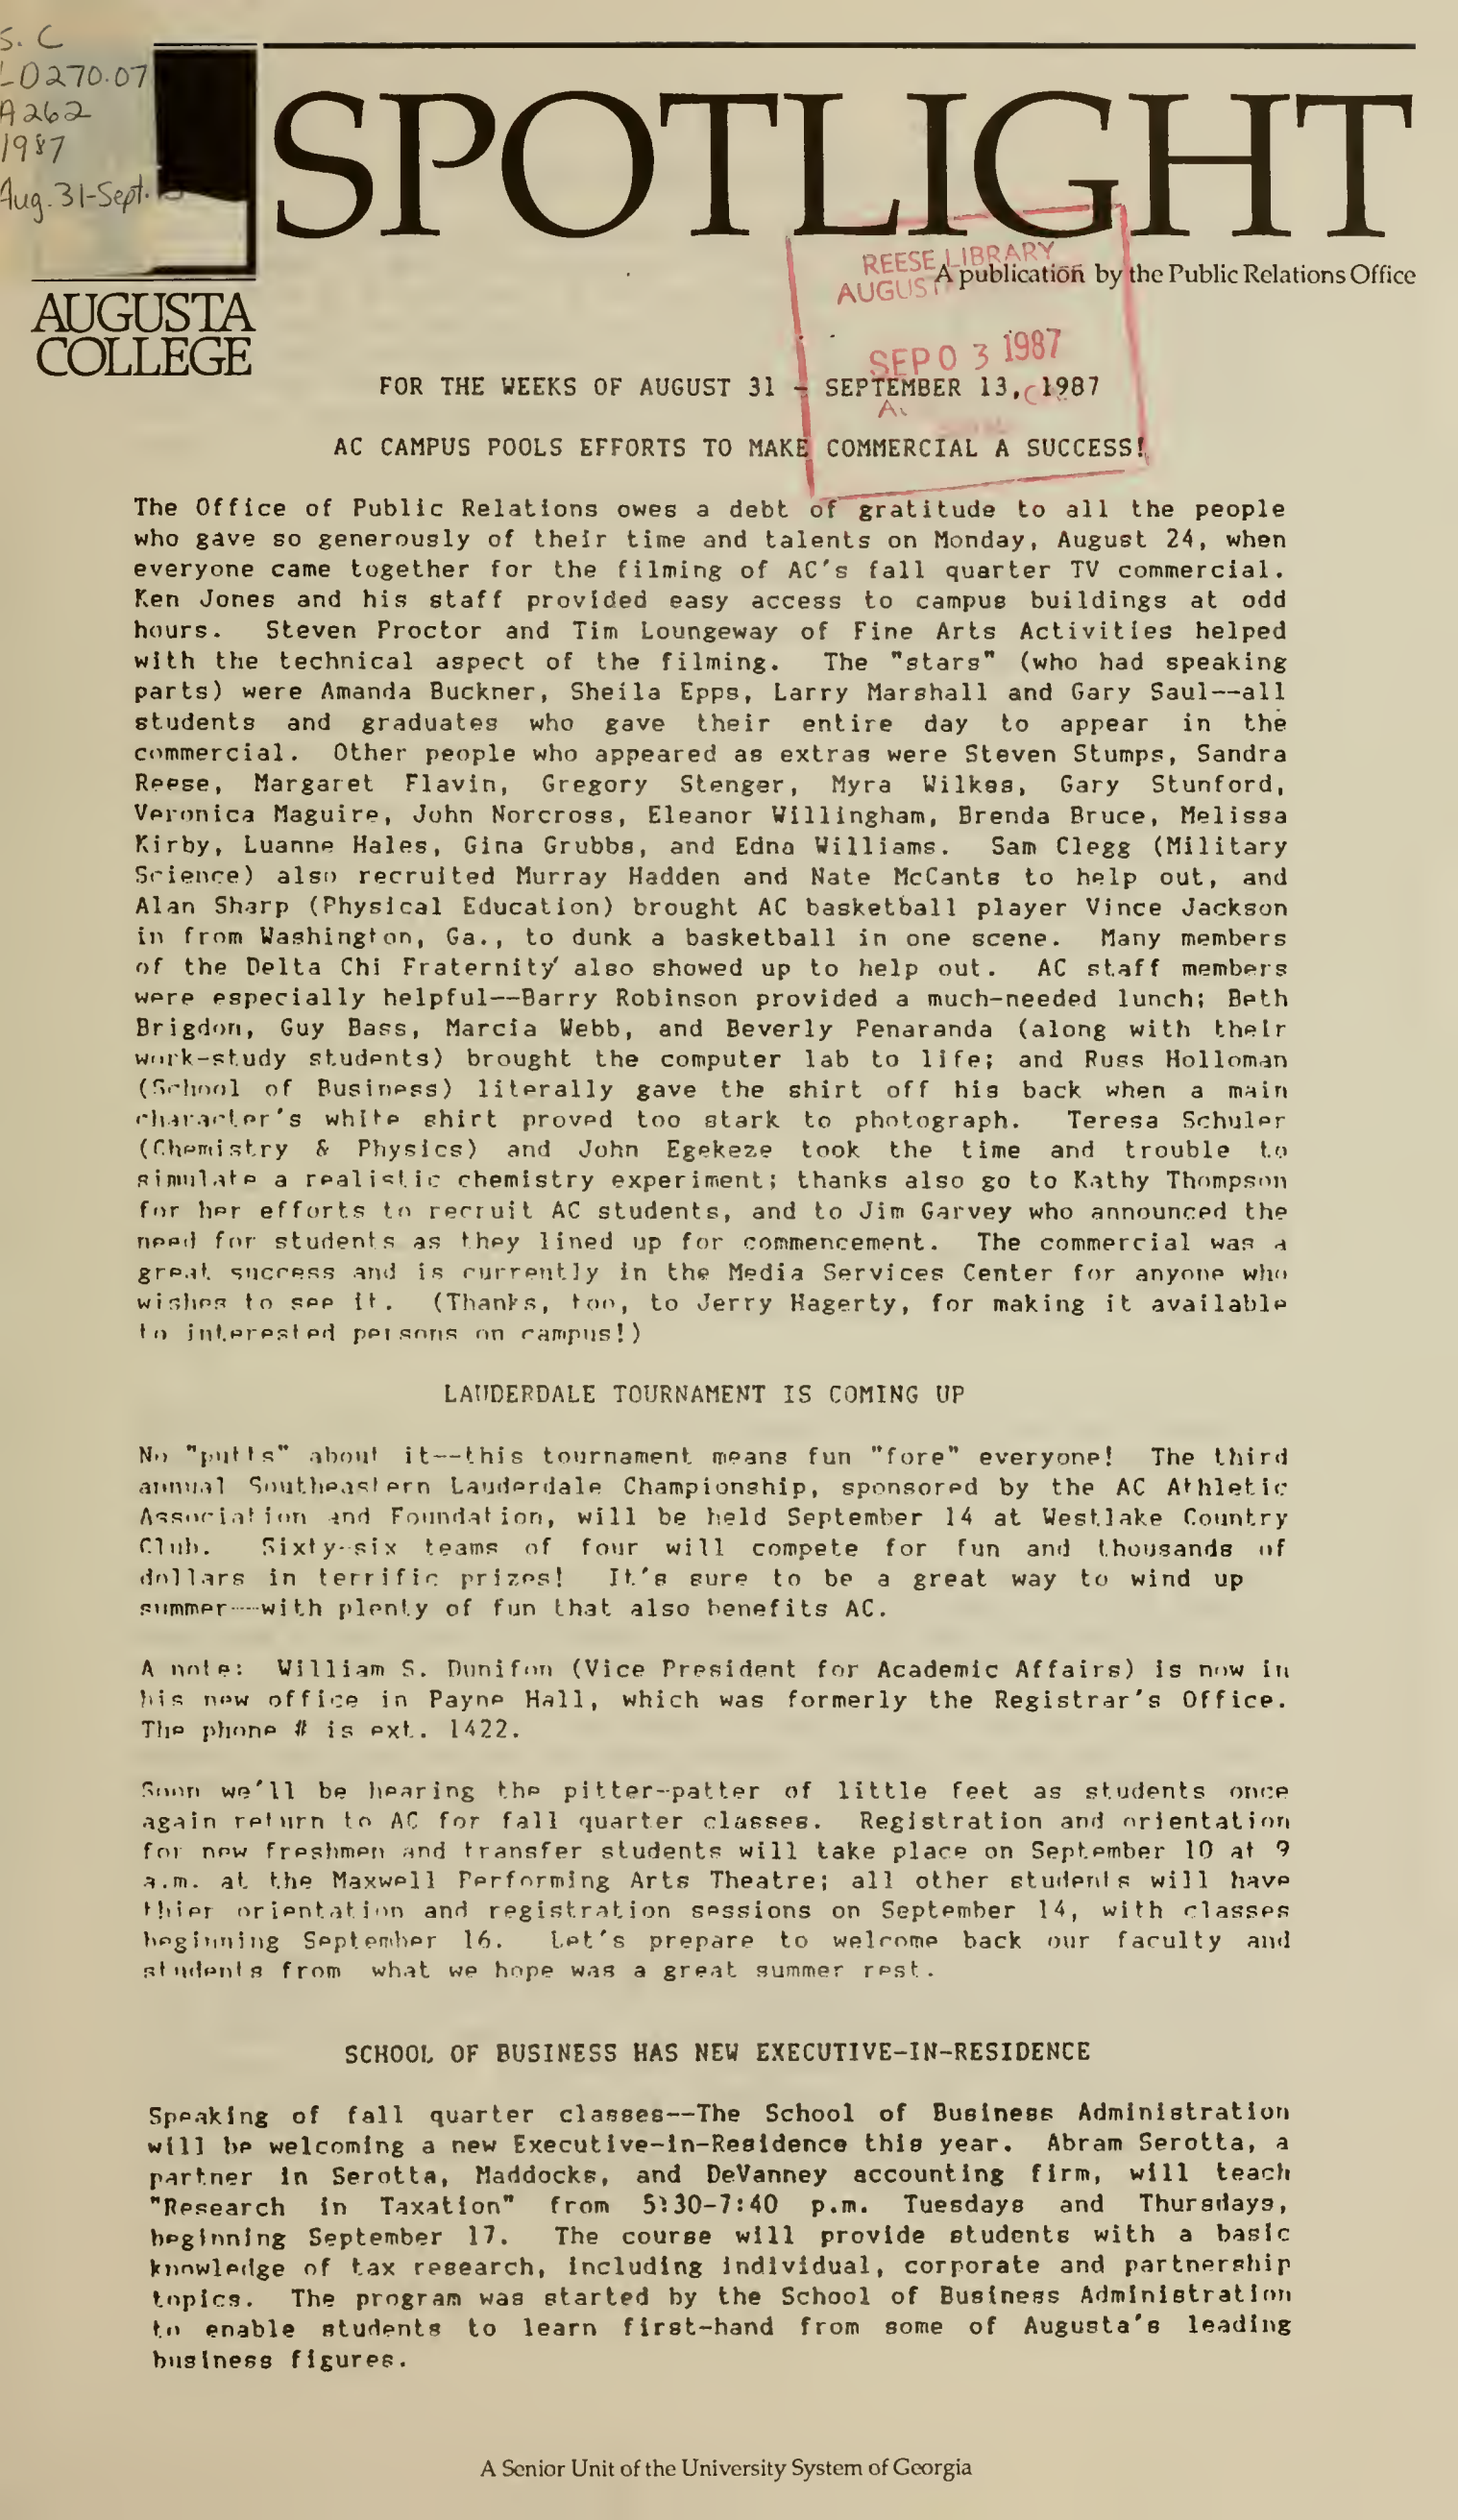 S. C
LD270.07
A262
1987
Aug. 31-Sept.
SPOTLIGHT
REESE LIBRARY
AUGUST
A publication by the Public Relations Office
AUGUSTA
COLLEGE
SEP 03 1987
FOR THE WEEKS OF AUGUST 31 - SEPTEMBER 13, 1987
AC CAMPUS POOLS EFFORTS TO MAKE COMMERCIAL A SUCCESS!
The Office of Public Relations owes a debt of gratitude to all the people
who gave so generously of their time and talents on Monday, August 24, when
everyone came together for the filming of AC's fall quarter TV commercial.
Ken Jones and his staff provided easy access to campus buildings at odd
hours. Steven Proctor and Tim Loungeway of Fine Arts Activities helped
with the technical aspect of the filming. The "stars" (who had speaking
parts) were Amanda Buckner, Sheila Epps, Larry Marshall and Gary Saul--all
students and graduates who gave their entire day to appear in the
commercial. Other people who appeared as extras were Steven Stumps, Sandra
Reese, Margaret Flavin, Gregory Stenger, Myra Wilkes, Gary Stunford,
Veronica Maguire, John Norcross, Eleanor Willingham, Brenda Bruce, Melissa
Kirby, Luanne Hales, Gina Grubbs, and Edna Williams. Sam Clegg (Military
Science) also recruited Murray Hadden and Nate McCants to help out, and
Alan Sharp (Physical Education) brought AC basketball player Vince Jackson
in from Washington, Ga., to dunk a basketball in one scene. Many members
of the Delta Chi Fraternity also showed up to help out. AC staff members
were especially helpful--Barry Robinson provided a much-needed lunch; Beth
Brigdon, Guy Bass, Marcia Webb, and Beverly Penaranda (along with their
work-study students) brought the computer lab to life; and Russ Holloman
(School of Business) literally gave the shirt off his back when a main
character's white shirt proved too stark to photograph. Teresa Schuler
(Chemistry & Physics) and John Egekeze took the time and trouble to
simulate a realistic chemistry experiment; thanks also go to Kathy Thompson
for her efforts to recruit AC students, and to Jim Garvey who announced the
need for students as they lined up for commencement. The commercial was a
great success and is currently in the Media Services Center for anyone who
wishes to see it. (Thanks, too, to Jerry Hagerty, for making it available
to interested persons on campus!)
LAUDERDALE TOURNAMENT IS COMING UP
No "putts" about it--this tournament means fun "fore" everyone! The third
annual Southeastern Lauderdale Championship, sponsored by the AC Athletic
Association and Foundation, will be held September 14 at Westlake Country
Club. Sixty-six teams of four will compete for fun and thousands of
dollars in terrific prizes! It's sure to be a great way to wind up
summer--with plenty of fun that also benefits AC.
A note: William S. Dunifon (Vice President for Academic Affairs) is now in
his new office in Payne Hall, which was formerly the Registrar's Office.
The phone # is ext. 1422.
Soon we'll be hearing the pitter-patter of little feet as students once
again return to AC for fall quarter classes. Registration and orientation
for new freshmen and transfer students will take place on September 10 at 9
a.m. at the Maxwell Performing Arts Theatre; all other students will have
thier orientation and registration sessions on September 14, with classes
beginning September 16. Let's prepare to welcome back our faculty and
students from what we hope was a great summer rest.
SCHOOL OF BUSINESS HAS NEW EXECUTIVE-IN-RESIDENCE
Speaking of fall quarter classes--The School of Business Administration
will be welcoming a new Executive-in-Residence this year. Abram Serotta, a
partner in Serotta, Maddocks, and DeVanney accounting firm, will teach
"Research in Taxation" from 5:30-7:40 p.m. Tuesdays and Thursdays,
beginning September 17. The course will provide students with a basic
knowledge of tax research, including individual, corporate and partnership
topics. The program was started by the School of Business Administration
to enable students to learn first-hand from some of Augusta's leading
business figures.
A Senior Unit of the University System of Georgia